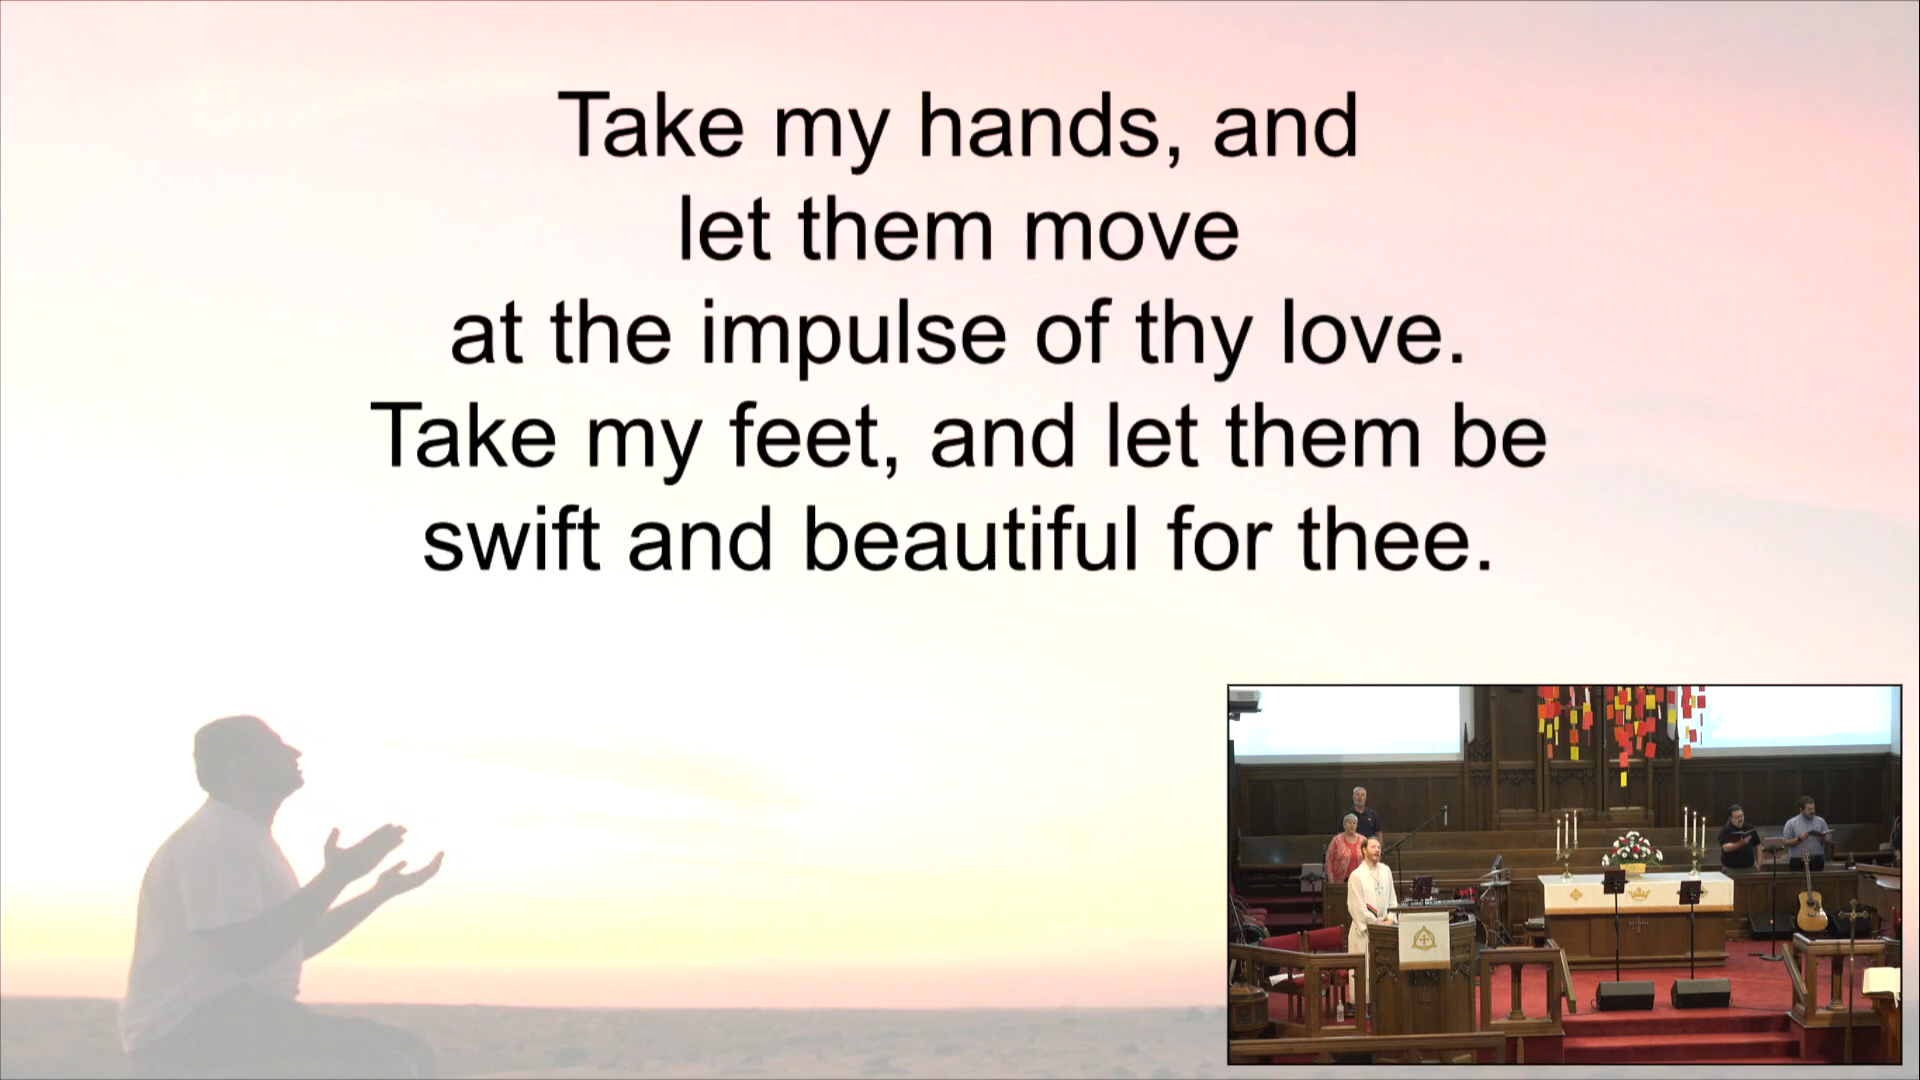 Take my hands, and
let them move
at the impulse of thy love.
Take my feet, and let them be
swift and beautiful for thee.